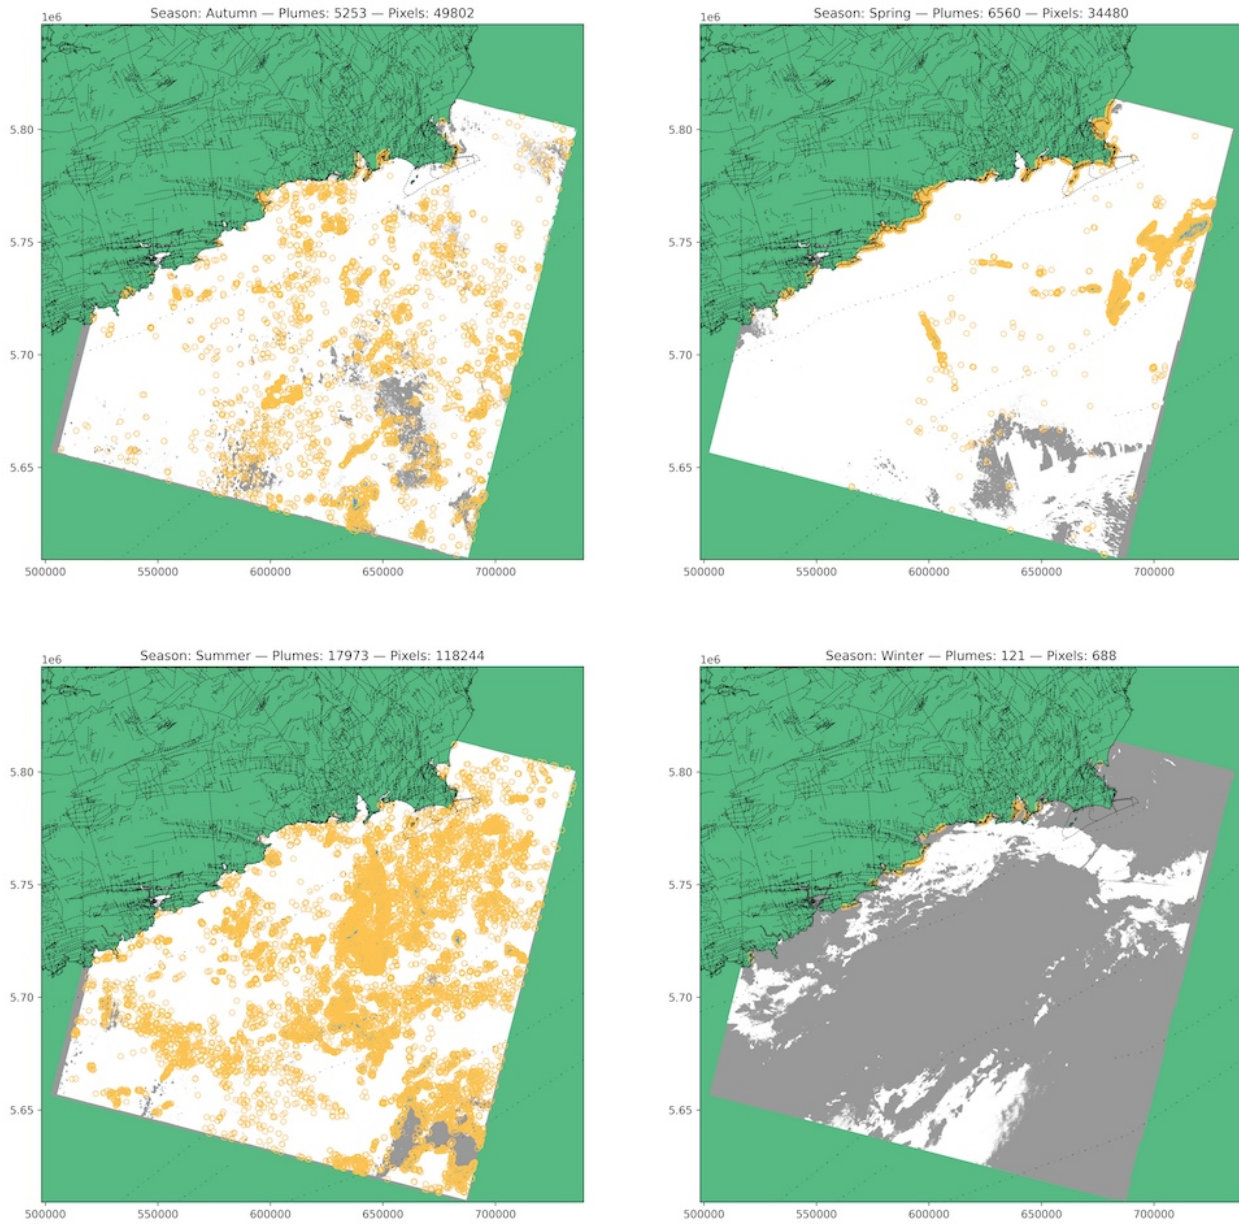 Season: Autumn — Plumes: 5253 — Pixels: 49802
1e6
5.80
5.75
5.70
5.65
500000 550000 600000 650000 700000
Season: Spring — Plumes: 6560 — Pixels: 34480
1e6
5.80
5.75
5.70
5.65
500000 550000 600000 650000 700000
Season: Summer — Plumes: 17973 — Pixels: 118244
1e6
5.80
5.75
5.70
5.65
500000 550000 600000 650000 700000
Season: Winter — Plumes: 121 — Pixels: 688
1e6
5.80
5.75
5.70
5.65
500000 550000 600000 650000 700000